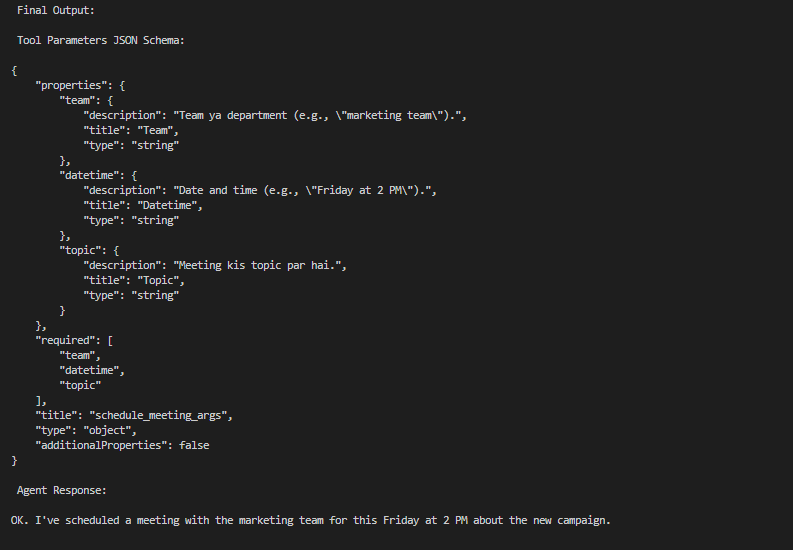 Final Output:
Tool Parameters JSON Schema:
{
    "properties": {
        "team": {
            "description": "Team ya department (e.g., \"marketing team\").",
            "title": "Team",
            "type": "string"
        },
        "datetime": {
            "description": "Date and time (e.g., \"Friday at 2 PM\").",
            "title": "Datetime",
            "type": "string"
        },
        "topic": {
            "description": "Meeting kis topic par hai.",
            "title": "Topic",
            "type": "string"
        }
    },
    "required": [
        "team",
        "datetime",
        "topic"
    ],
    "title": "schedule_meeting_args",
    "type": "object",
    "additionalProperties": false
}
Agent Response:
OK. I've scheduled a meeting with the marketing team for this Friday at 2 PM about the new campaign.